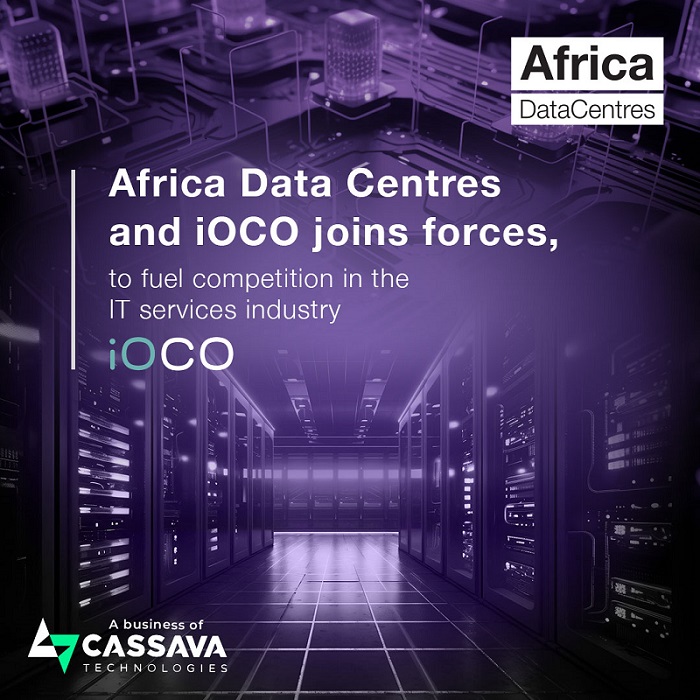 Africa
DataCentres
Africa Data Centres
and iOCO joins forces,
to fuel competition in the
IT services industry
iOCO
A business of
CASSAVA
TECHNOLOGIES